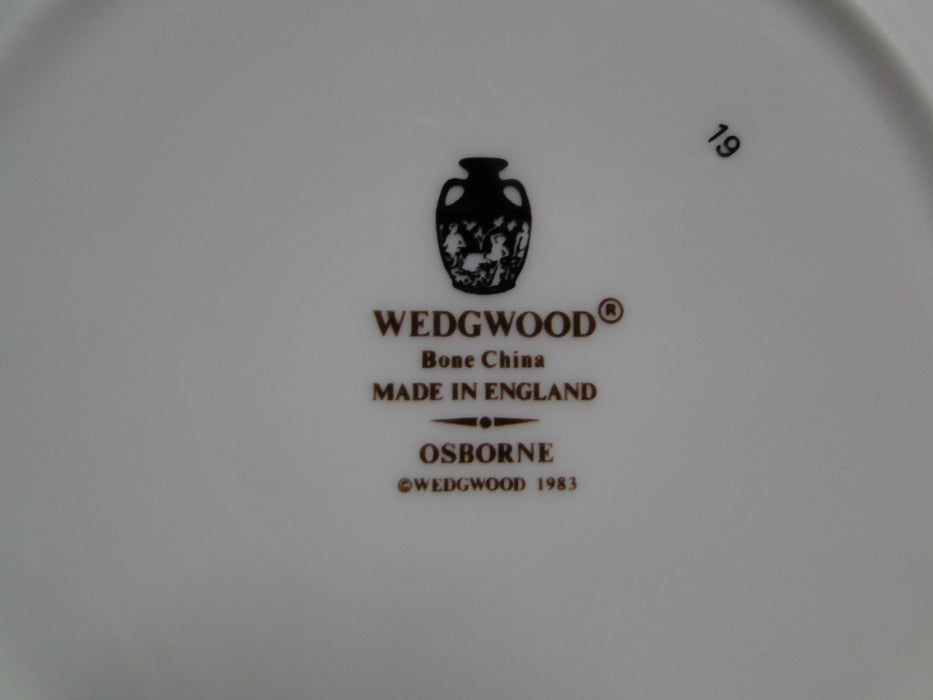 19
WEDGWOOD®
Bone China
MADE IN ENGLAND
OSBORNE
©WEDGWOOD 1983